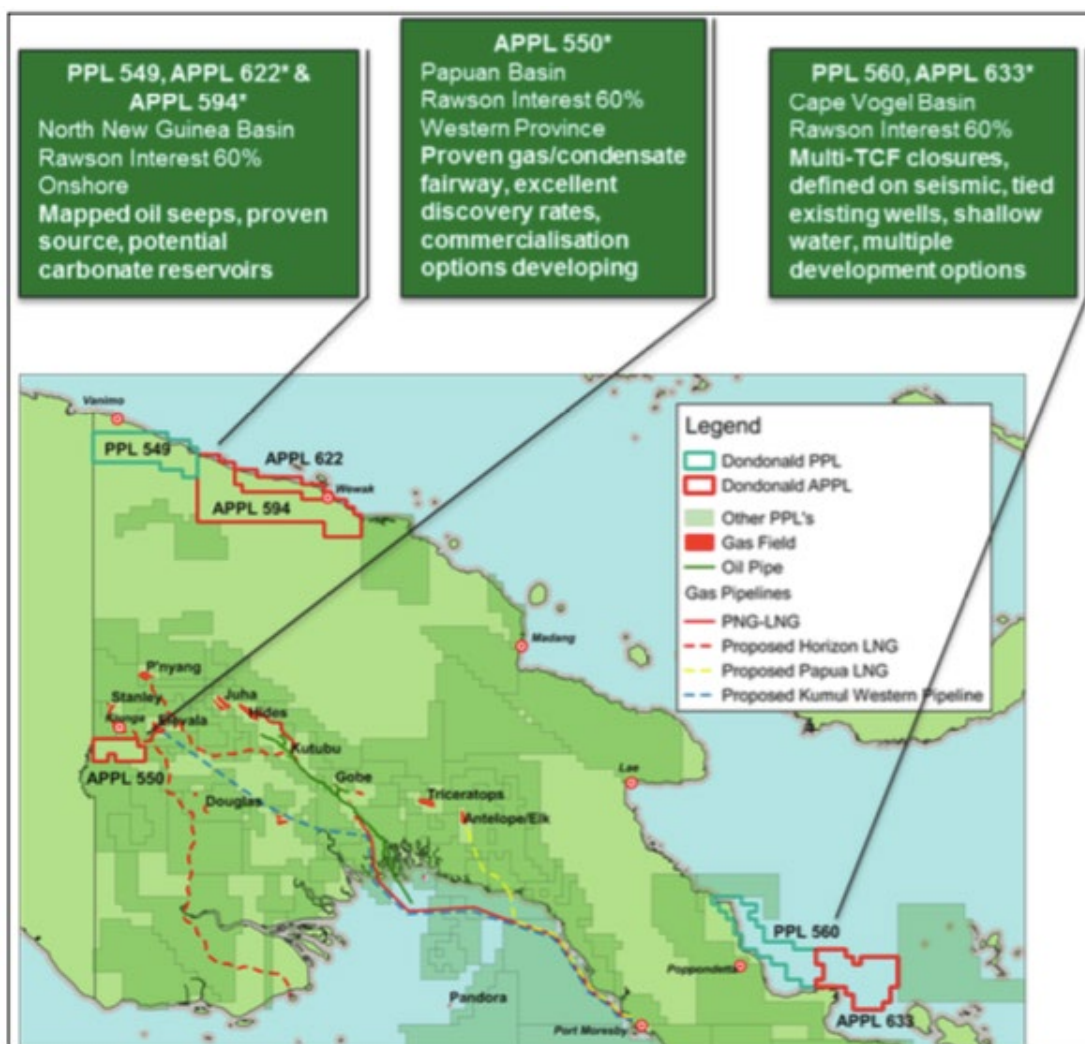 PPL 549, APPL 622* &
APPL 594*
North New Guinea Basin
Rawson Interest 60%
Onshore
Mapped oil seeps, proven
source, potential
carbonate reservoirs
APPL 550*
Papuan Basin
Rawson Interest 60%
Western Province
Proven gas/condensate
fairway, excellent
discovery rates,
commercialisation
options developing
PPL 560, APPL 633*
Cape Vogel Basin
Rawson Interest 60%
Multi-TCF closures,
defined on seismic, tied
existing wells, shallow
water, multiple
development options
Vanimo
PPL 549
APPL 622
Wewak
APPL 594
Legend
Dondonald PPL
Dondonald APPL
Other PPL's
Gas Field
Oil Pipe
Gas Pipelines
PNG-LNG
Proposed Horizon LNG
Proposed Papua LNG
Proposed Kumul Western Pipeline
Madang
P'nyang
Stanley
Juha
Hides
Kiunga
Elevala
Kutubu
APPL 550
Gobe
Lae
Douglas
Triceratops
Antelope/Elk
PPL 560
Poppondetta
Pandora
Port Moresby
APPL 633